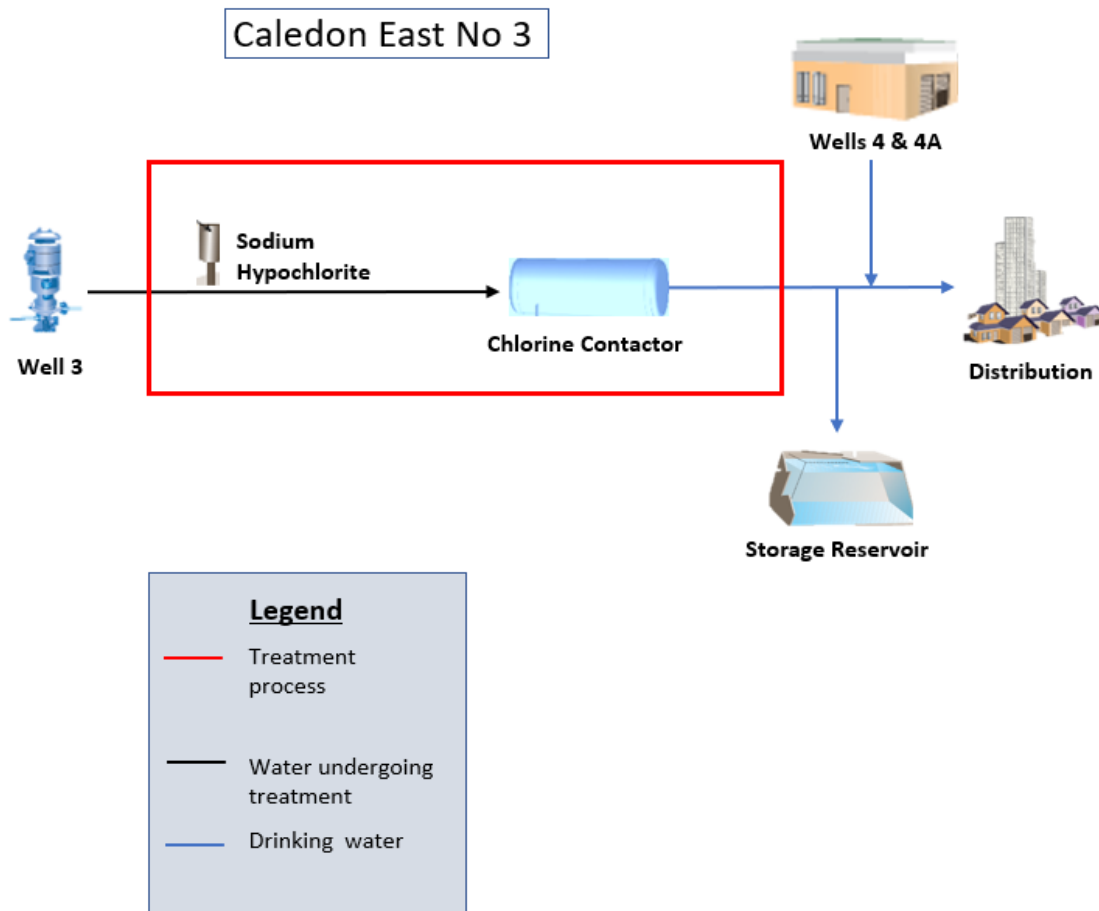 Caledon East No 3
Wells 4 & 4A
Sodium
Hypochlorite
Well 3
Chlorine Contactor
Distribution
Storage Reservoir
Legend
Treatment
process
Water undergoing
treatment
Drinking water